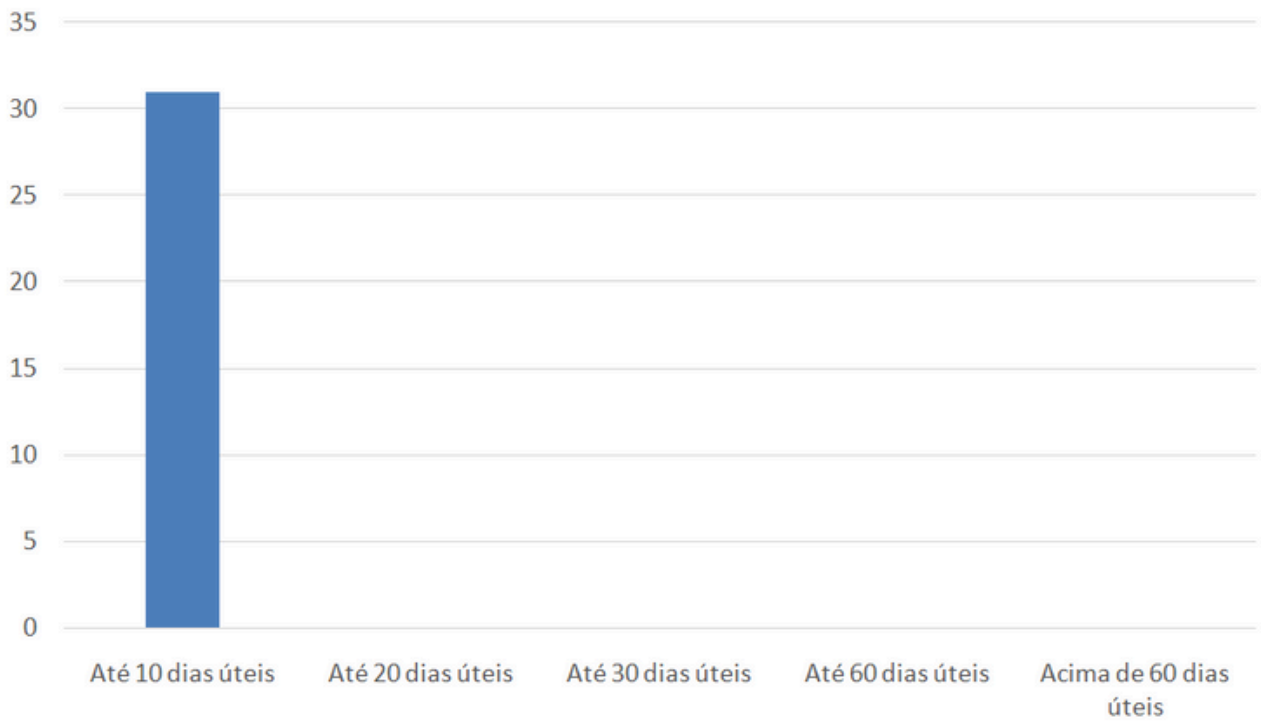 35
30
25
20
15
10
5
0
Até 10 dias úteis
Até 20 dias úteis
Até 30 dias úteis
Até 60 dias úteis
Acima de 60 dias
úteis